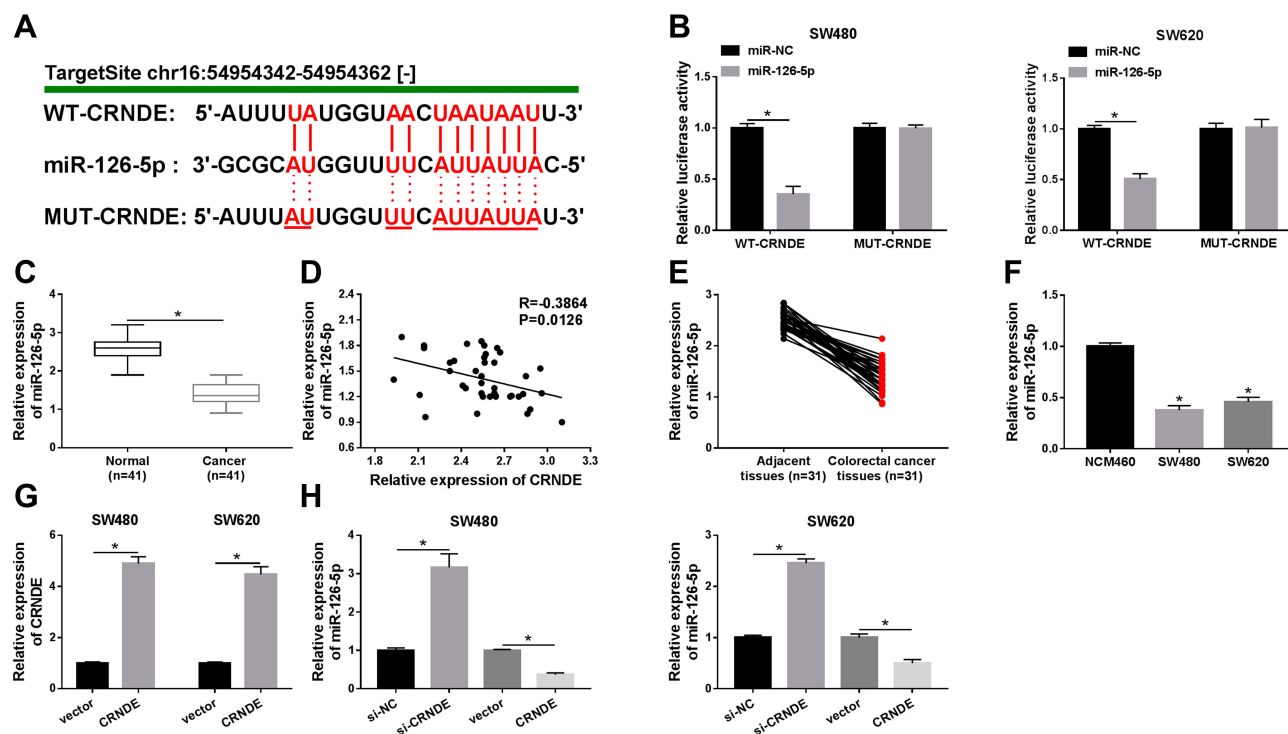 A
TargetSite chr16:54954342-54954362 [-]
WT-CRNDE: 5'-AUUUUAUGGUAACUAAUAAUU-3'
miR-126-5p : 3'-GCGCAUGGUUUUCAUUAUUAC-5'
MUT-CRNDE: 5'-AUUUAUUGGUUUCAUUAUUAU-3'
B
SW480
miR-NC
miR-126-5p
Relative luciferase activity
1.5
1.0
0.5
0.0
*
WT-CRNDE
MUT-CRNDE
SW620
miR-NC
miR-126-5p
Relative luciferase activity
1.5
1.0
0.5
0.0
*
WT-CRNDE
MUT-CRNDE
C
Relative expression
of miR-126-5p
4
3
2
1
0
*
Normal
(n=41)
Cancer
(n=41)
D
Relative expression
of miR-126-5p
2.4
2.1
1.8
1.5
1.2
0.9
0.6
R=-0.3864
P=0.0126
1.8
2.1
2.4
2.7
3.0
3.3
Relative expression of CRNDE
E
Relative expression
of miR-126-5p
3
2
1
0
Adjacent
tissues (n=31)
Colorectal cancer
tissues (n=31)
F
Relative expression
of miR-126-5p
1.5
1.0
0.5
0.0
*
*
NCM460
SW480
SW620
G
SW480
SW620
Relative expression
of CRNDE
6
4
2
0
*
*
vector
CRNDE
vector
CRNDE
H
SW480
Relative expression
of miR-126-5p
4
3
2
1
0
*
*
si-NC
si-CRNDE
vector
CRNDE
SW620
Relative expression
of miR-126-5p
3
2
1
0
*
*
si-NC
si-CRNDE
vector
CRNDE